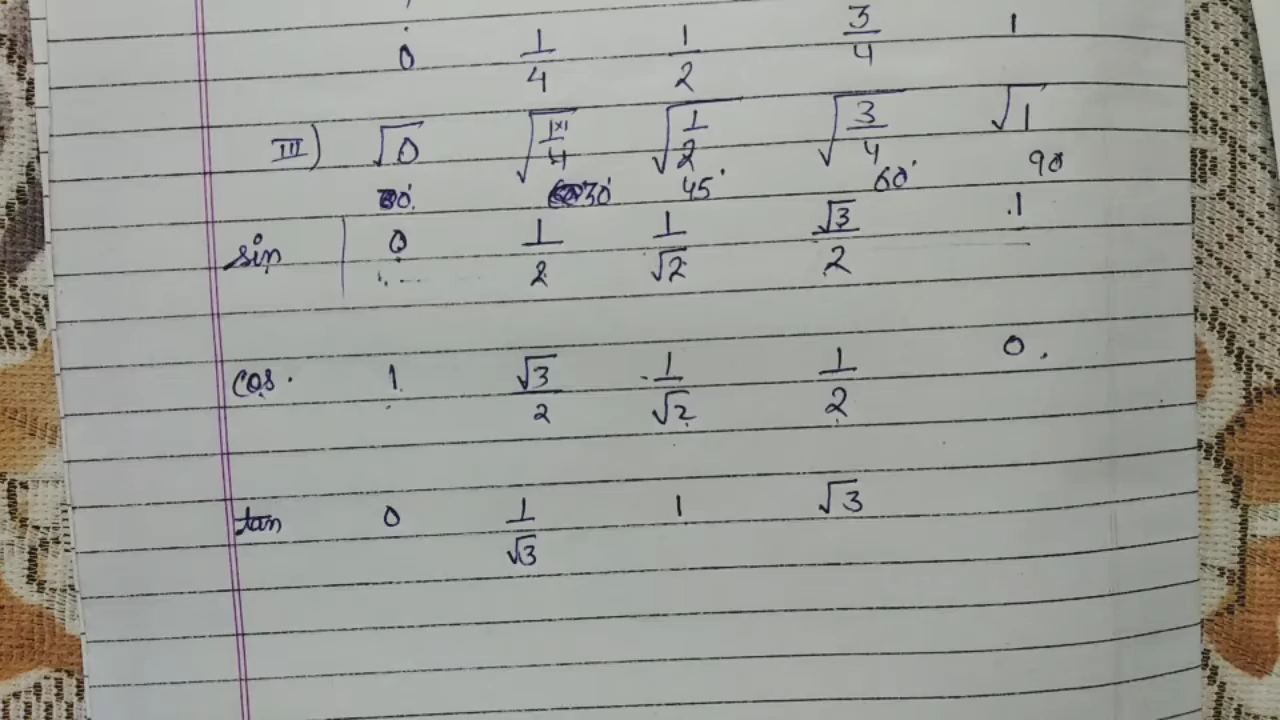 0 1/4 1/2 3/4 1
III) √0 √(1×1/4) √(1/2) √(3/4) √1
0° 30° 45° 60° 90°
sin 0 1/2 1/√2 √3/2 1
cos. 1 √3/2 1/√2 1/2 0.
tan 0 1/√3 1 √3